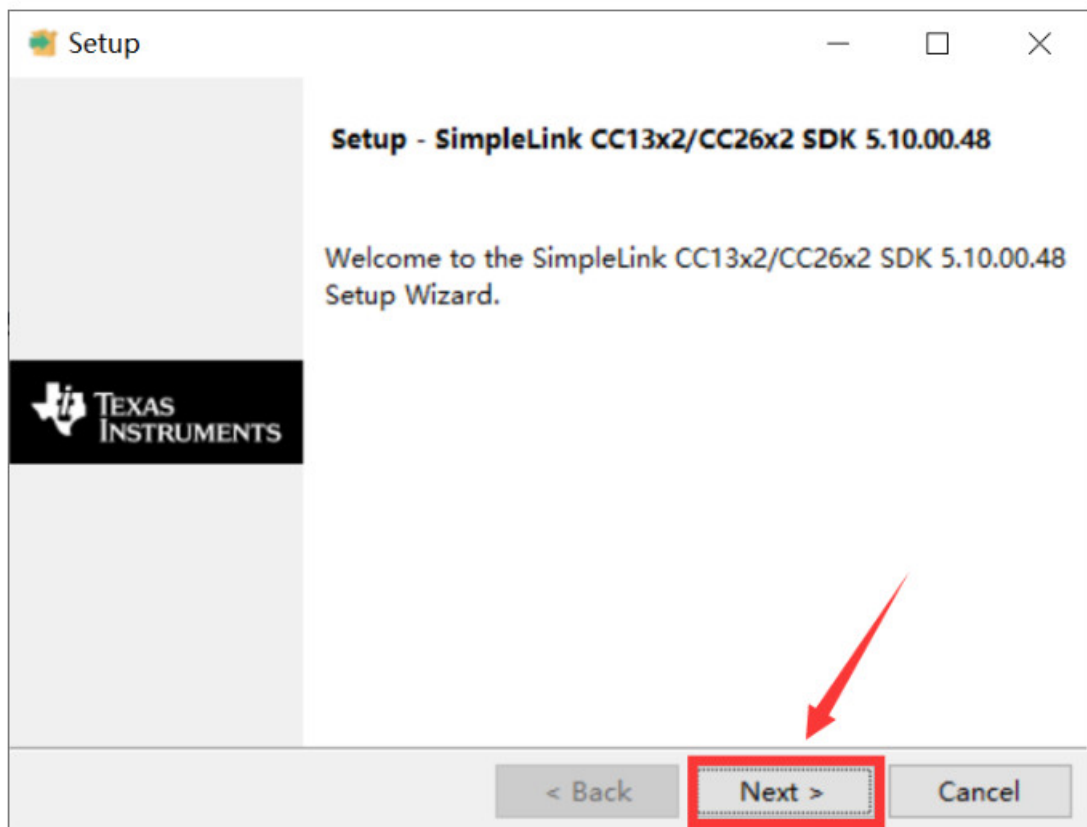 Setup
Setup - SimpleLink CC13x2/CC26x2 SDK 5.10.00.48
Welcome to the SimpleLink CC13x2/CC26x2 SDK 5.10.00.48
Setup Wizard.
TEXAS
INSTRUMENTS
< Back
Next >
Cancel